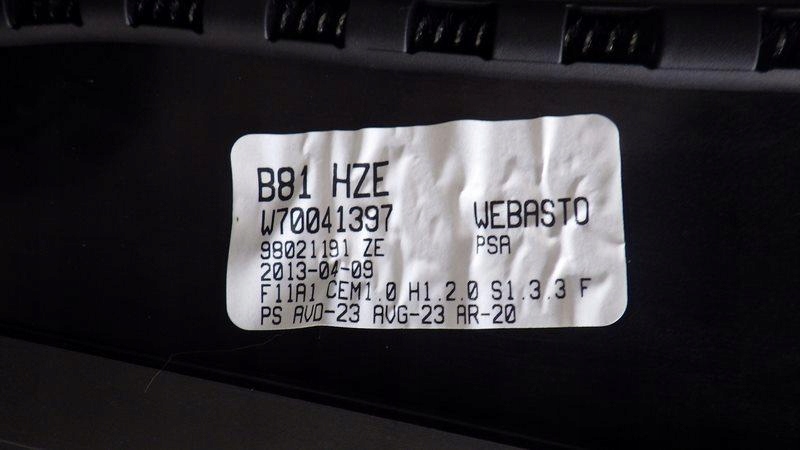 B81 HZE
W70041397 WEBASTO
98021191 ZE PSA
2013-04-09
F11A1 CEM1.0 H1.2.0 S1.3.3 F
PS AVD-23 AVG-23 AR-20